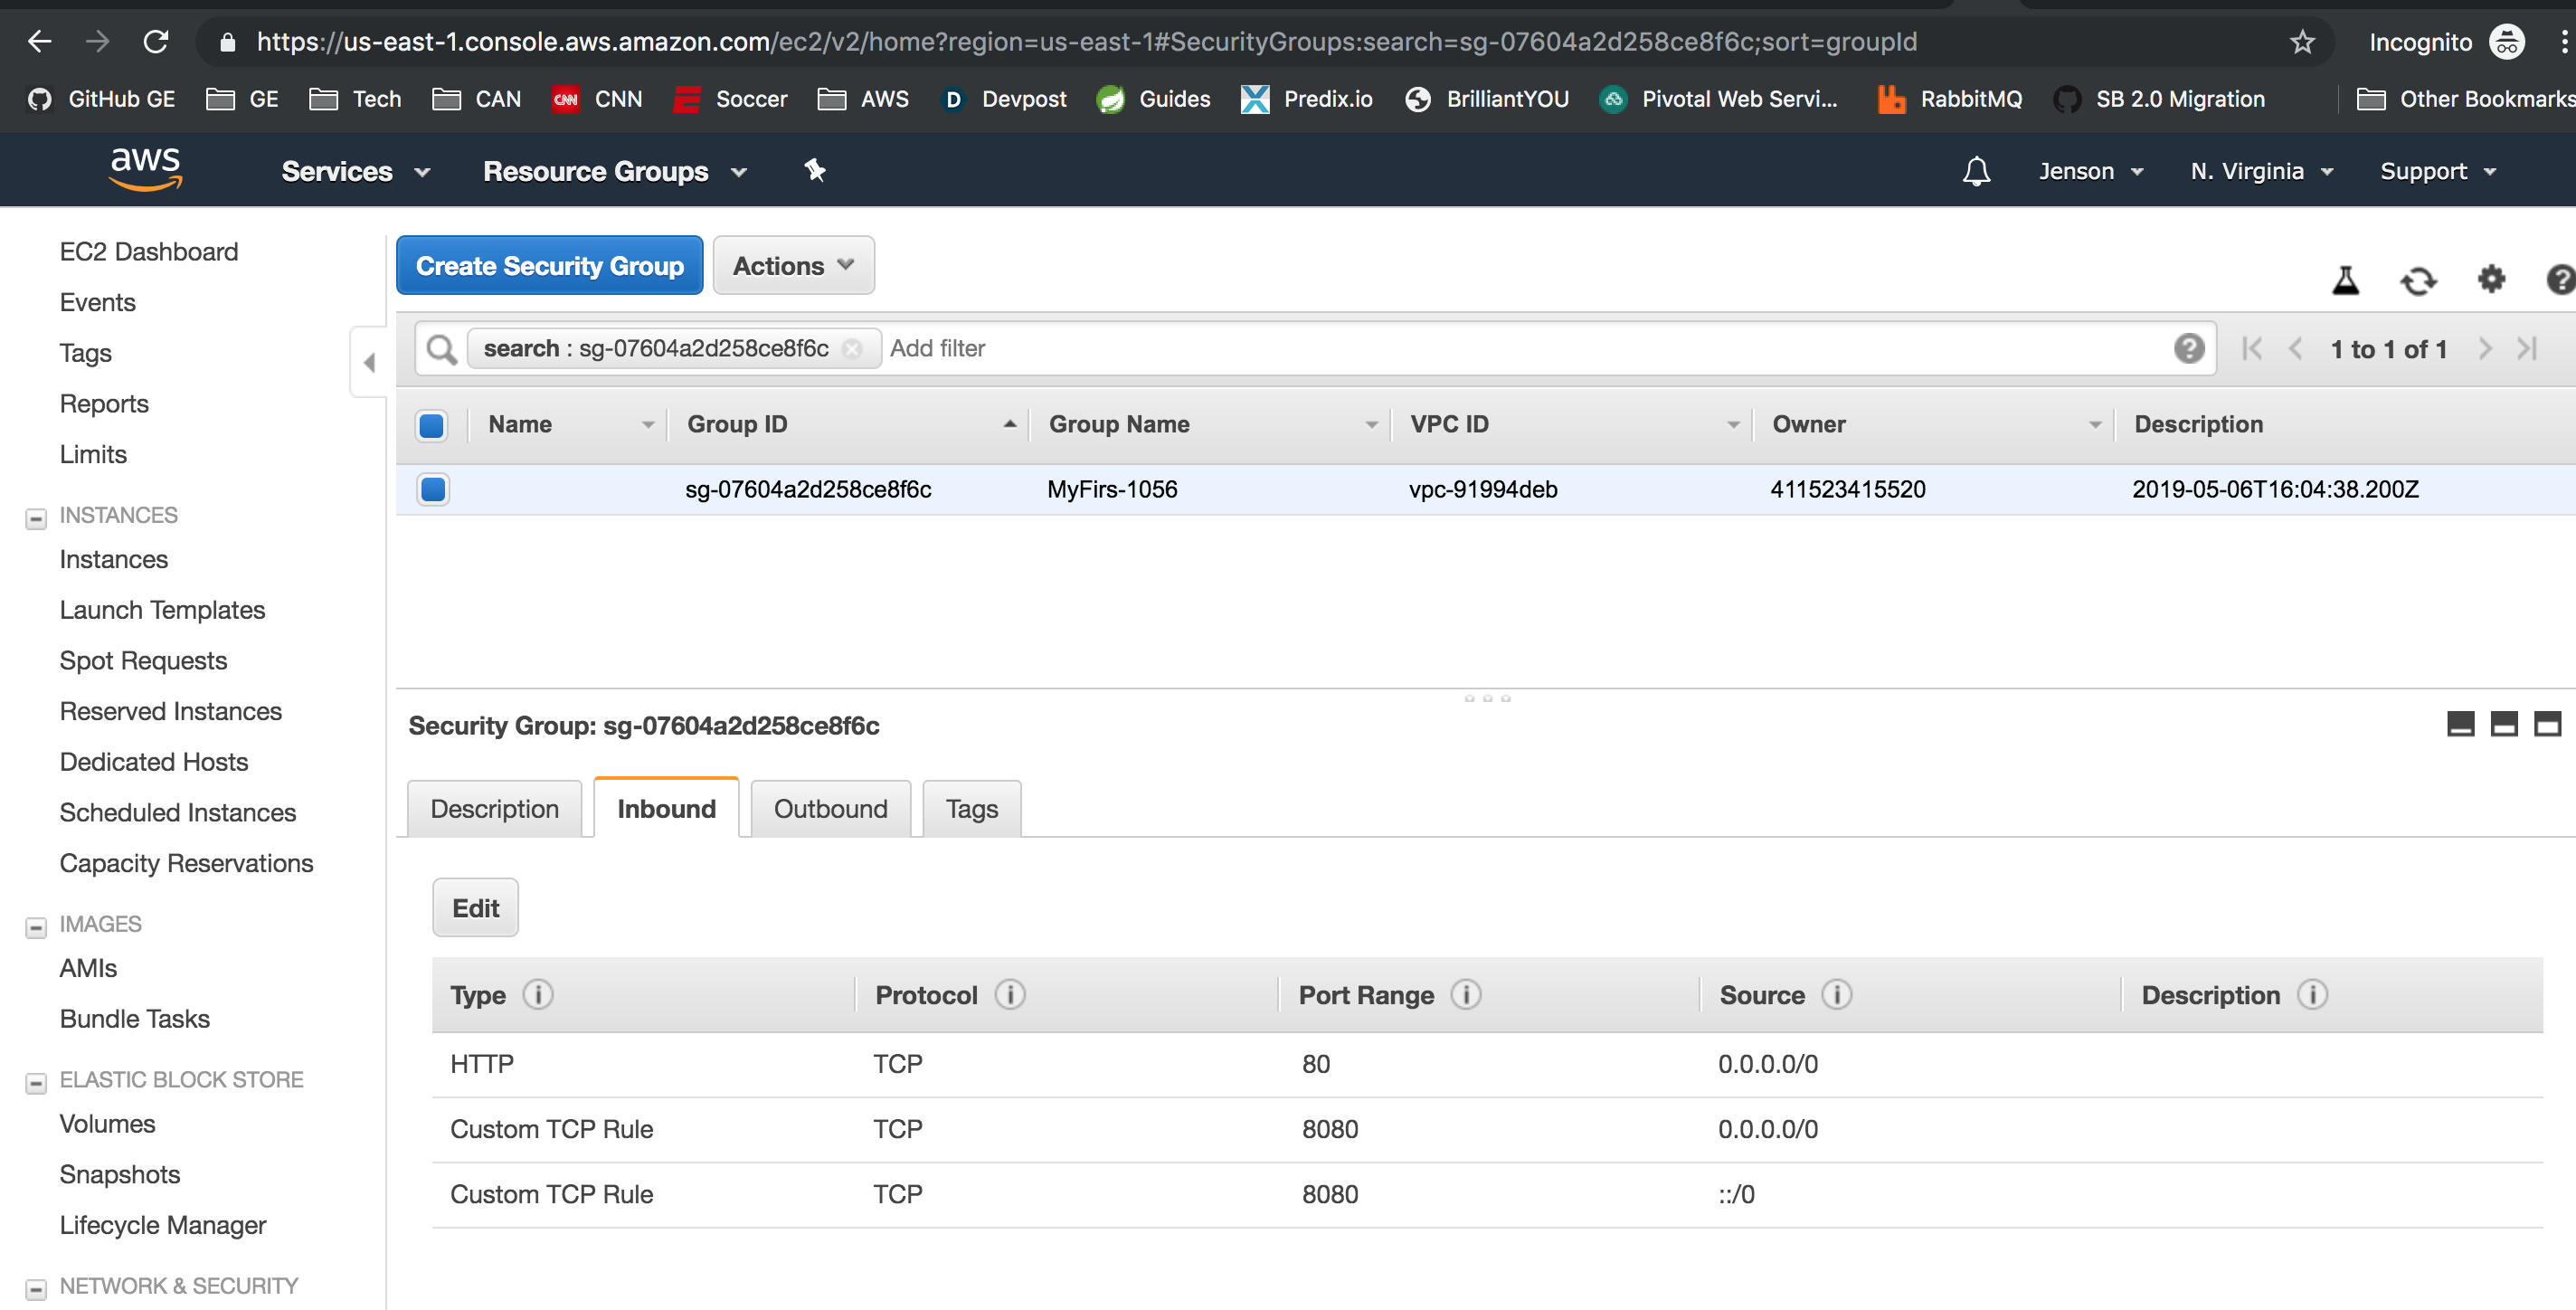 https://us-east-1.console.aws.amazon.com/ec2/v2/home?region=us-east-1#SecurityGroups:search=sg-07604a2d258ce8f6c;sort=groupId
Incognito
GitHub GE
GE
Tech
CAN
CNN CNN
Soccer
AWS
D Devpost
Guides
Predix.io
BrilliantYOU
Pivotal Web Servi...
RabbitMQ
SB 2.0 Migration
Other Bookmarks
aws
Services
Resource Groups
Jenson
N. Virginia
Support
EC2 Dashboard
Events
Tags
Reports
Limits
INSTANCES
Instances
Launch Templates
Spot Requests
Reserved Instances
Dedicated Hosts
Scheduled Instances
Capacity Reservations
IMAGES
AMIs
Bundle Tasks
ELASTIC BLOCK STORE
Volumes
Snapshots
Lifecycle Manager
NETWORK & SECURITY
Create Security Group
Actions
search : sg-07604a2d258ce8f6c
Add filter
1 to 1 of 1
Name Group ID Group Name VPC ID Owner Description
sg-07604a2d258ce8f6c MyFirs-1056 vpc-91994deb 411523415520 2019-05-06T16:04:38.200Z
Security Group: sg-07604a2d258ce8f6c
Description Inbound Outbound Tags
Edit
Type Protocol Port Range Source Description
HTTP TCP 80 0.0.0.0/0
Custom TCP Rule TCP 8080 0.0.0.0/0
Custom TCP Rule TCP 8080 ::/0